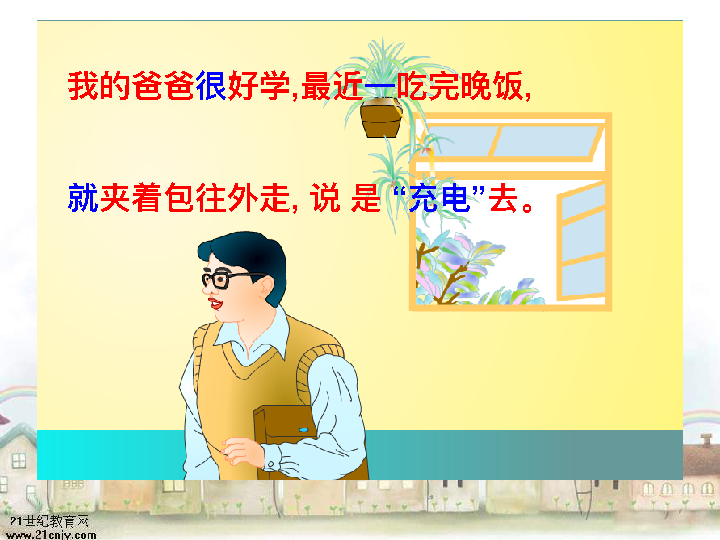 我的爸爸很好学,最近一吃完晚饭,
就夹着包往外走, 说 是 “充电”去。
21世纪教育网
www.21cnjy.com